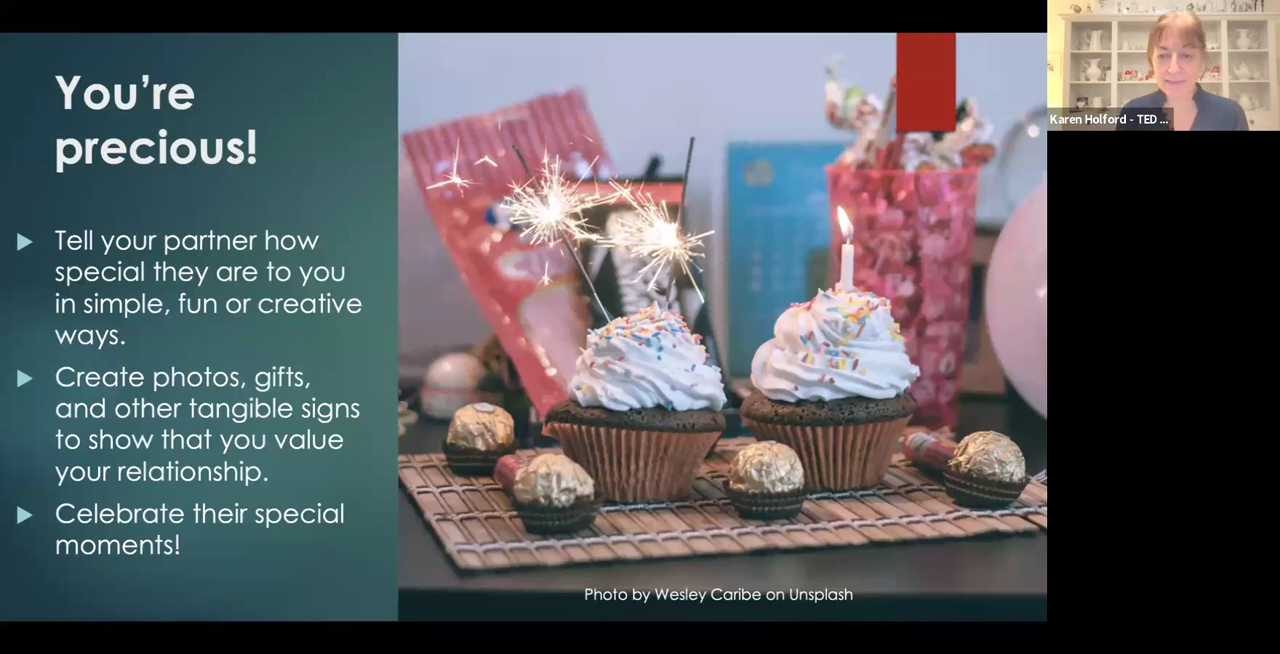 You’re
precious!
Tell your partner how
special they are to you
in simple, fun or creative
ways.
Create photos, gifts,
and other tangible signs
to show that you value
your relationship.
Celebrate their special
moments!
Photo by Wesley Caribe on Unsplash
Karen Holford - TED ...